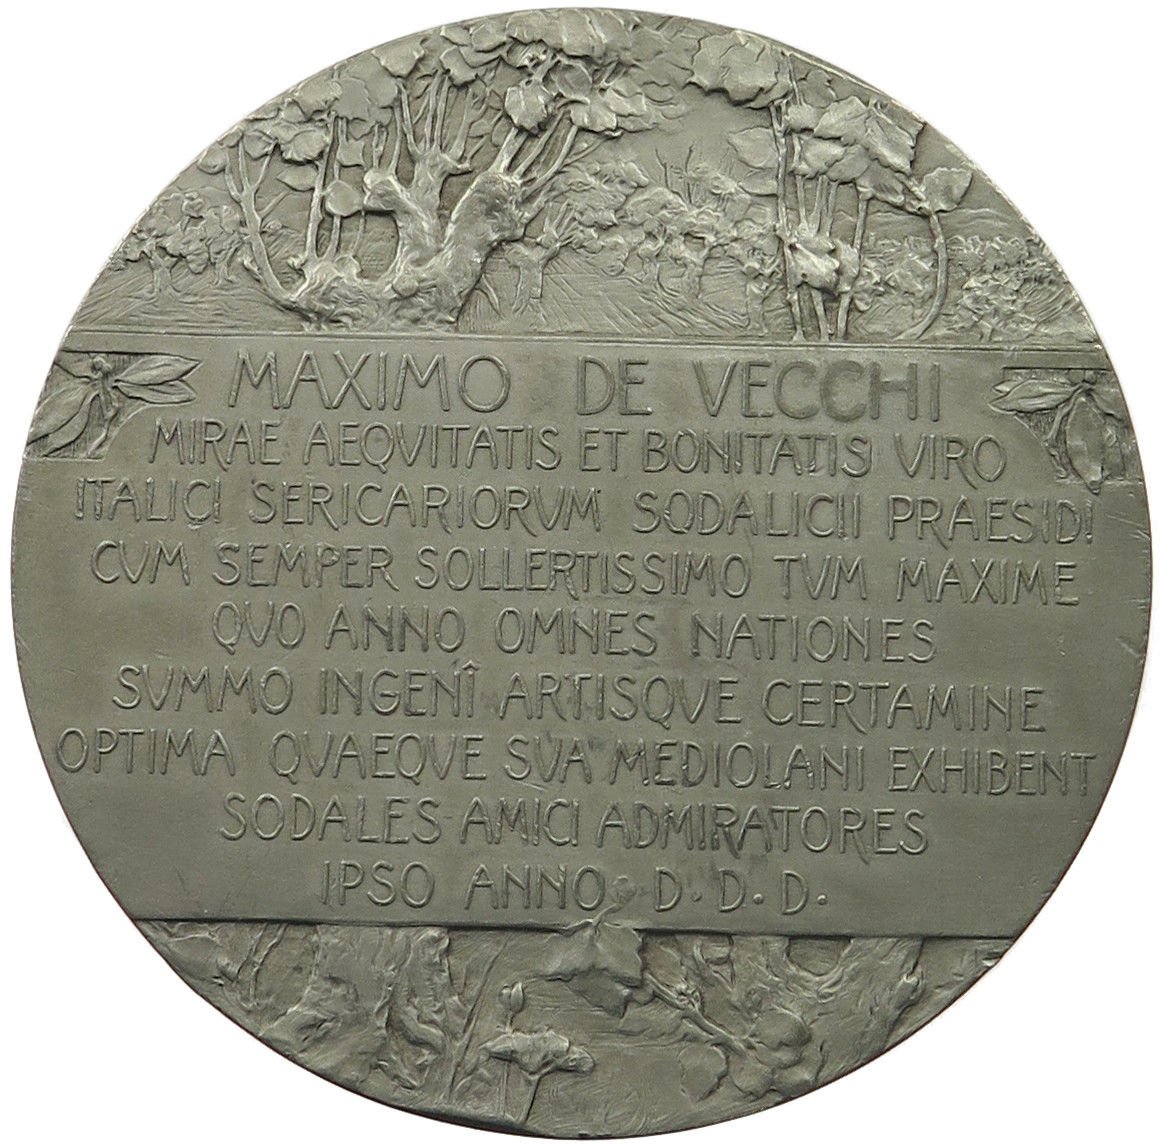 MAXIMO DE VECCHI
MIRAE AEQVITATIS ET BONITATIS VIRO
ITALICI SERICARIORVM SODALICII PRAESIDI
CVM SEMPER SOLLERTISSIMO TVM MAXIME
QVO ANNO OMNES NATIONES
SVMMO INGENÎ ARTISQVE CERTAMINE
OPTIMA QVAEQVE SVA MEDIOLANI EXHIBENT
SODALES AMICI ADMIRATORES
IPSO ANNO D. D. D.